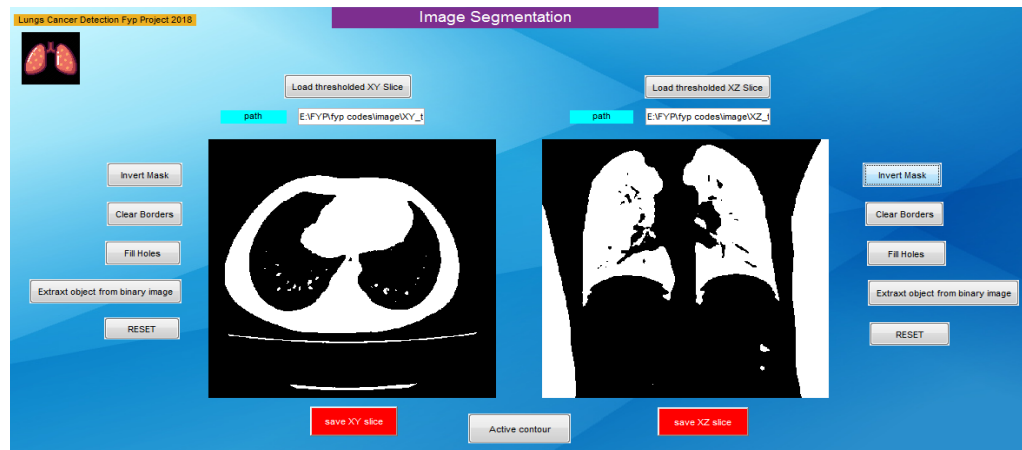 Lungs Cancer Detection Fyp Project 2018
Image Segmentation
Load thresholded XY Slice
Load thresholded XZ Slice
path
E:\FYP\fyp codes\image\XY_t
path
E:\FYP\fyp codes\image\XZ_t
Invert Mask
Invert Mask
Clear Borders
Clear Borders
Fill Holes
Fill Holes
Extraxt object from binary image
Extraxt object from binary image
RESET
RESET
save XY slice
Active contour
save XZ slice